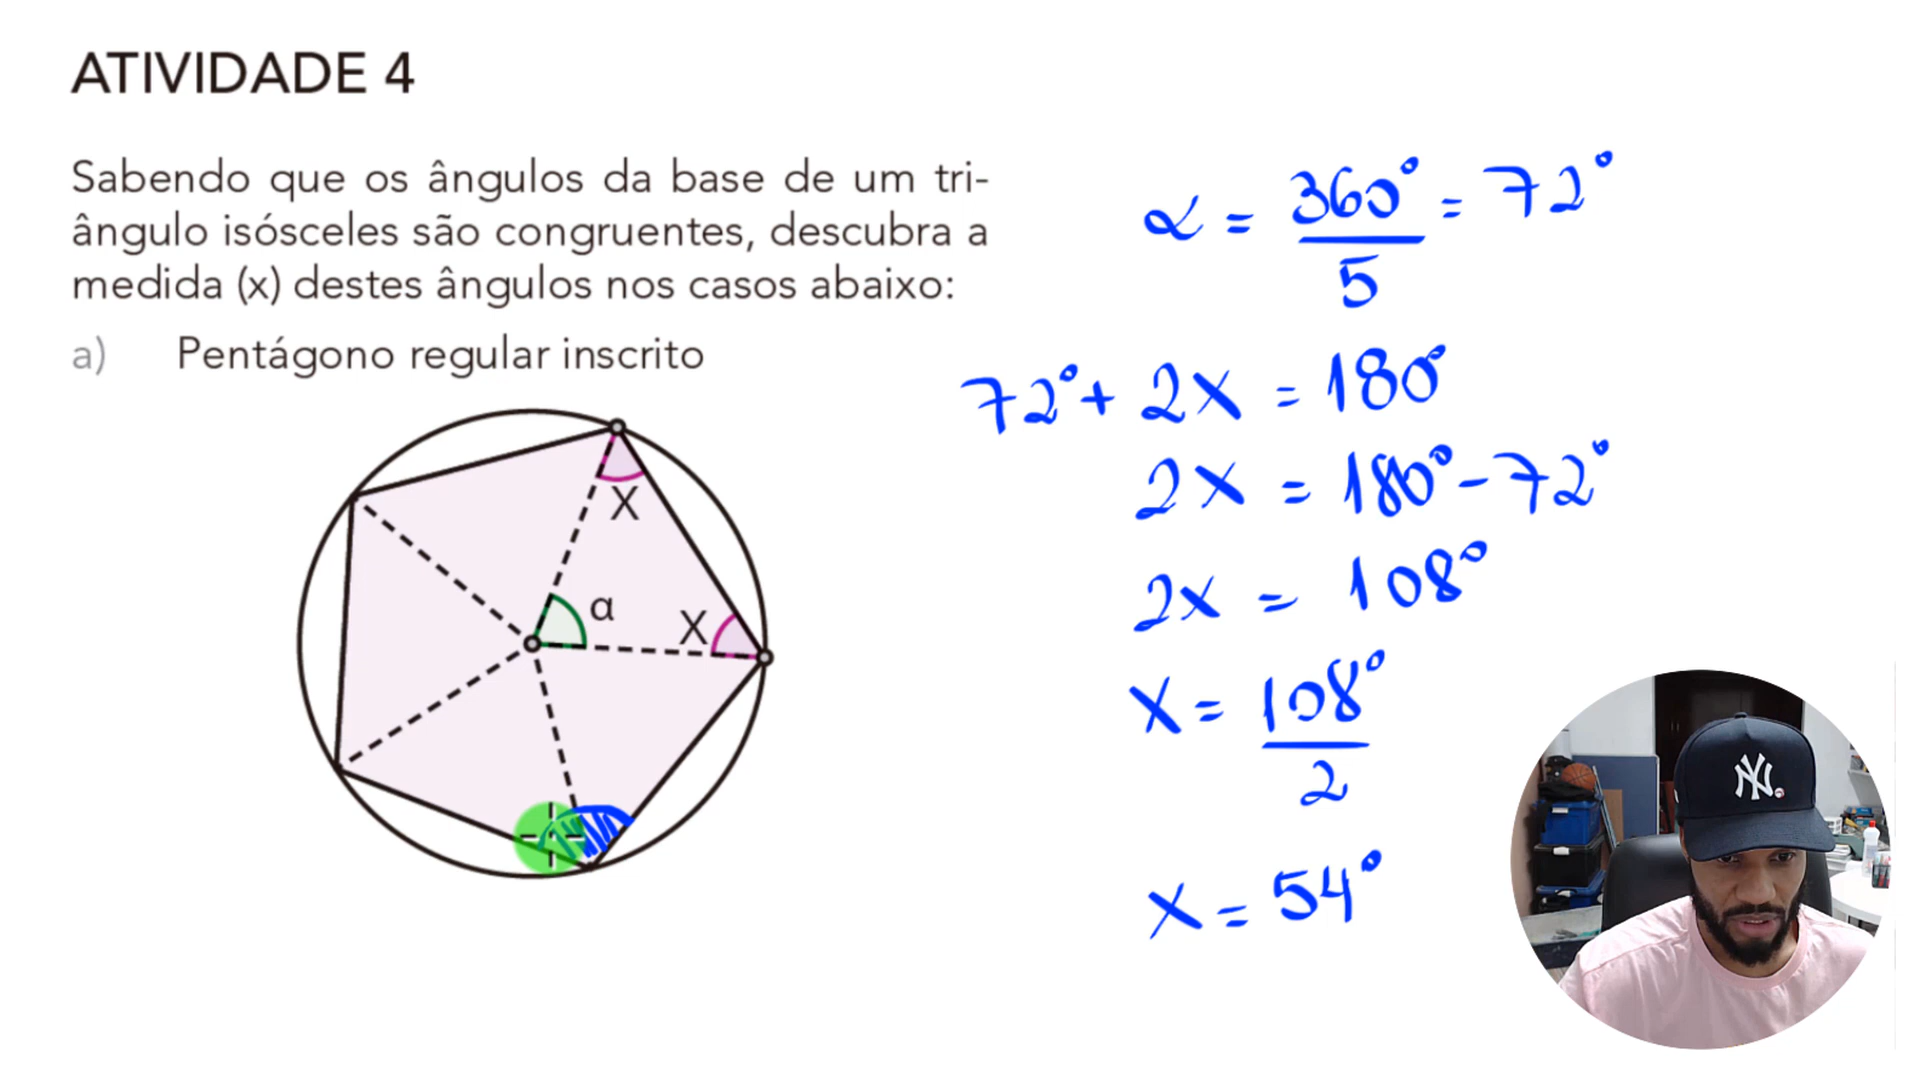 ATIVIDADE 4
Sabendo que os ângulos da base de um tri-
ângulo isósceles são congruentes, descubra a
medida (x) destes ângulos nos casos abaixo:
a) Pentágono regular inscrito
X
α
X
α = 360° / 5 = 72°
72° + 2x = 180°
2x = 180° - 72°
2x = 108°
x = 108° / 2
x = 54°
NY